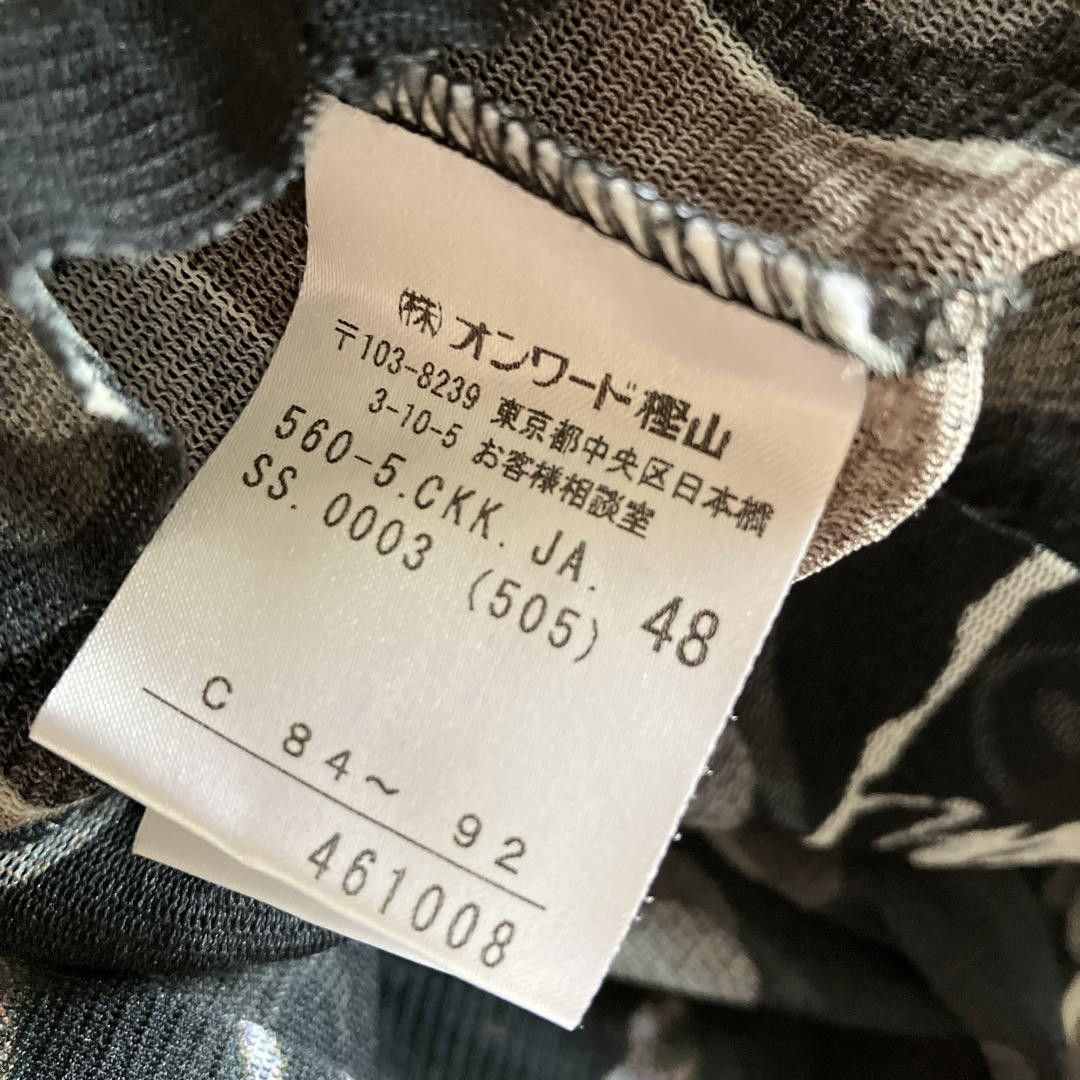 (株)オンワード樫山
〒103-8239 東京都中央区日本橋
3-10-5 お客様相談室
560-5.CKK.JA.
SS.0003 (505) 48
C 84〜 92
461008